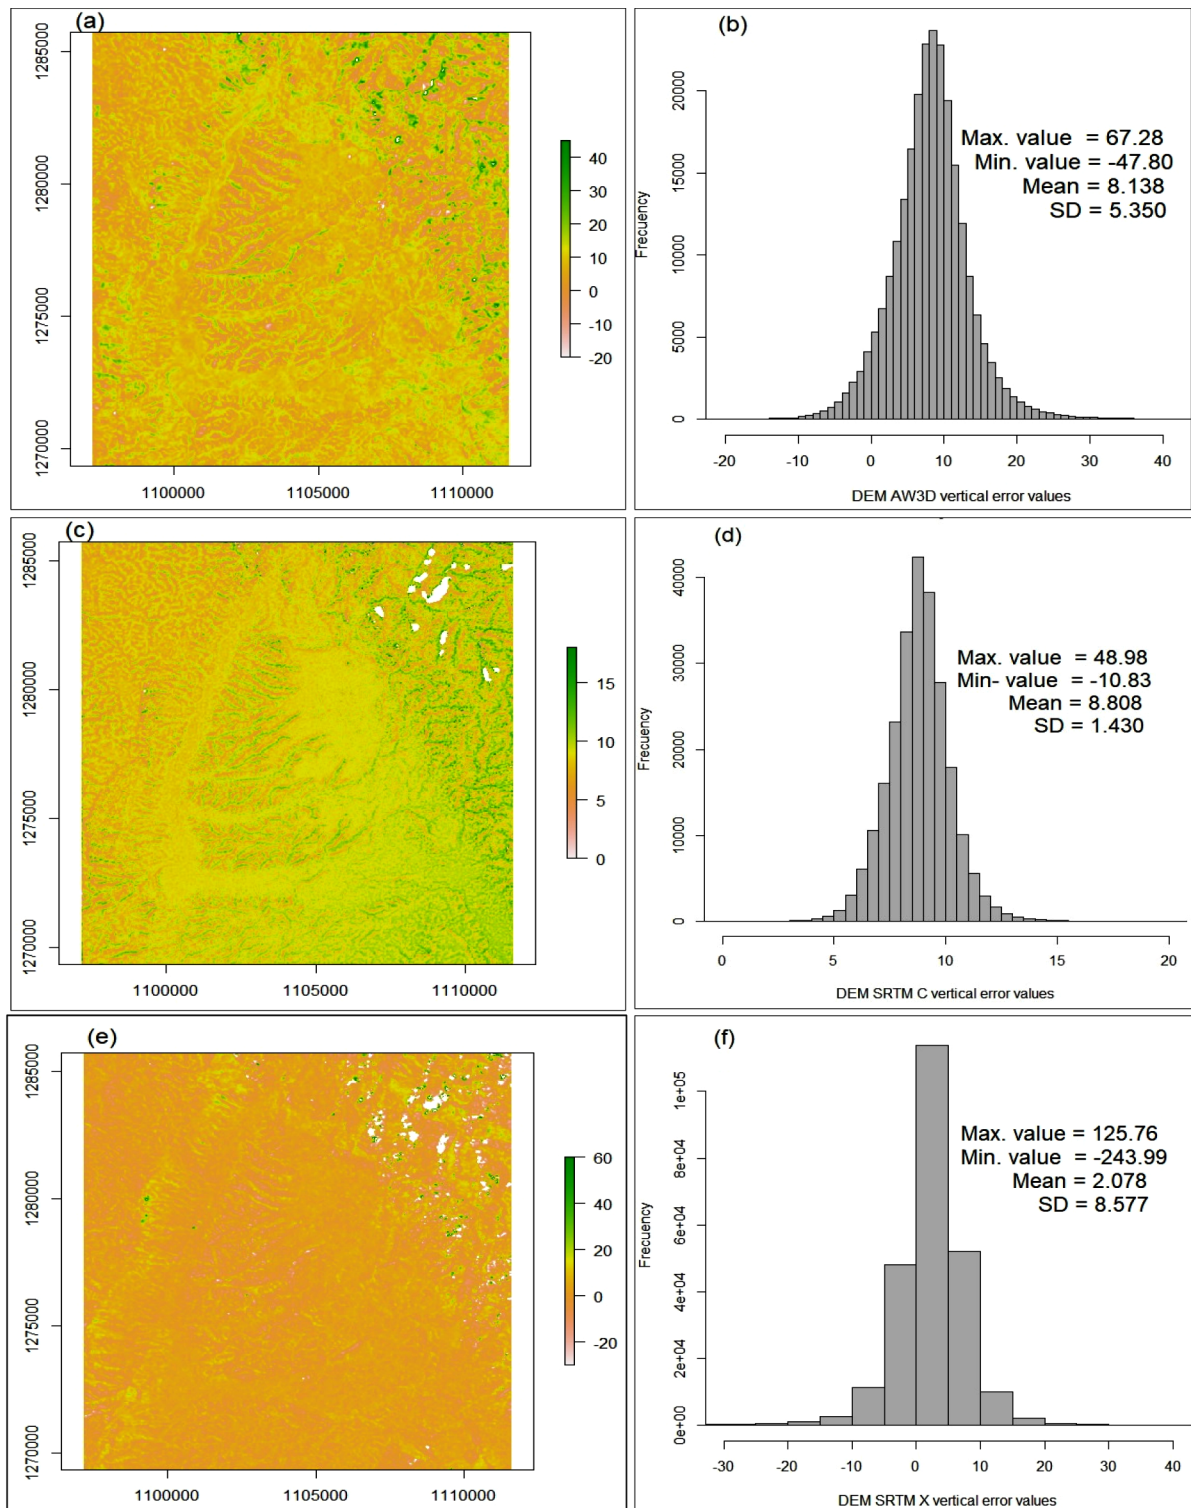 (a)
1285000
1280000
1275000
1270000
1100000 1105000 1110000
40
30
20
10
0
-10
-20
(b)
Frecuency
20000
15000
10000
5000
0
Max. value = 67.28
Min. value = -47.80
Mean = 8.138
SD = 5.350
-20 -10 0 10 20 30 40
DEM AW3D vertical error values
(c)
1285000
1280000
1275000
1270000
1100000 1105000 1110000
15
10
5
0
(d)
Frecuency
40000
30000
20000
10000
0
Max. value = 48.98
Min- value = -10.83
Mean = 8.808
SD = 1.430
0 5 10 15 20
DEM SRTM C vertical error values
(e)
1285000
1280000
1275000
1270000
1100000 1105000 1110000
60
40
20
0
-20
(f)
Frecuency
1e+05
8e+04
6e+04
4e+04
2e+04
0e+00
Max. value = 125.76
Min. value = -243.99
Mean = 2.078
SD = 8.577
-30 -20 -10 0 10 20 30 40
DEM SRTM X vertical error values